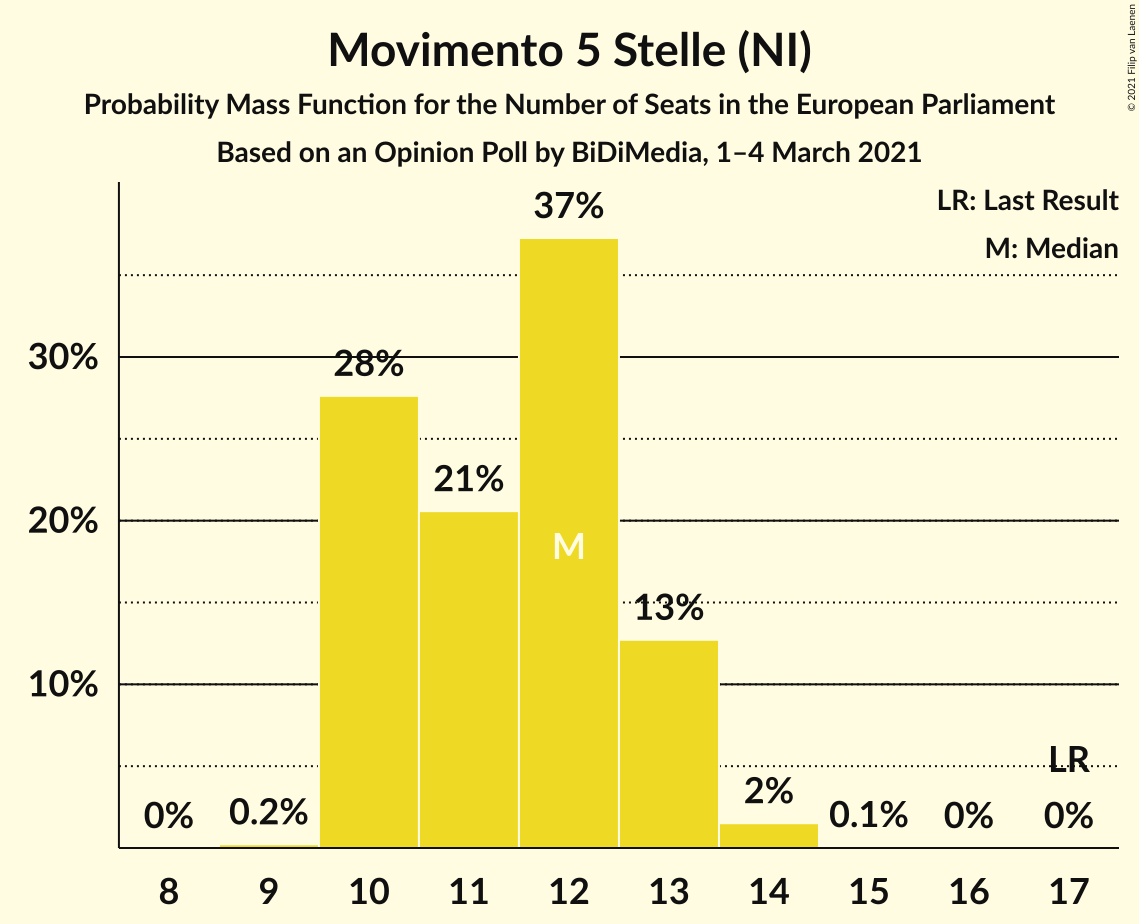 Movimento 5 Stelle (NI)
Probability Mass Function for the Number of Seats in the European Parliament
Based on an Opinion Poll by BiDiMedia, 1–4 March 2021
© 2021 Filip van Laenen
LR: Last Result
M: Median
37%
30%
28%
21%
20%
M
13%
10%
LR
0%
0.2%
2%
0.1%
0%
0%
8 9 10 11 12 13 14 15 16 17